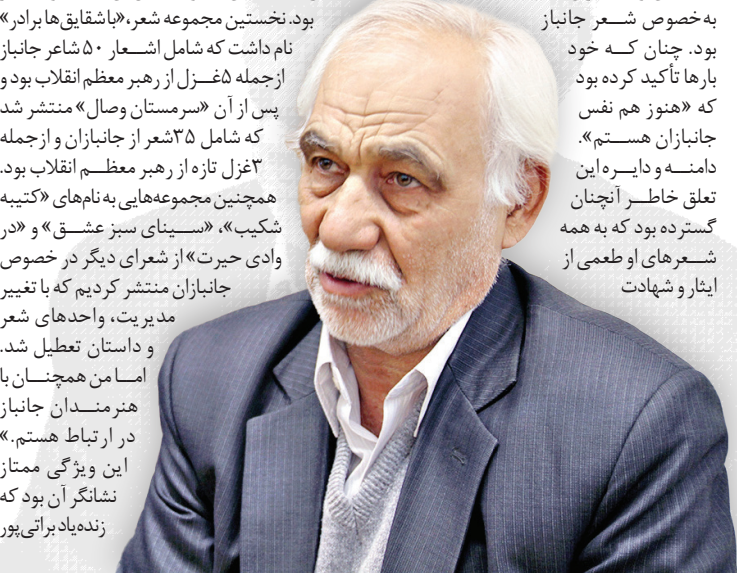 به‌خصوص شعر جانباز
بود. چنان که خود
بارها تأکید کرده بود
که «هنوز هم نفس
جانبازان هستم».
دامنه و دایره این
تعلق خاطر آنچنان
گسترده بود که به همه
شعرهای او طعمی از
ایثار و شهادت
بود. نخستین مجموعه شعر، «با شقایق‌ها برادر»
نام داشت که شامل اشعار ۵۰ شاعر جانباز
ازجمله ۵غزل از رهبر معظم انقلاب بود و
پس از آن «سرمستان وصال» منتشر شد
که شامل ۳۵شعر از جانبازان و ازجمله
۳غزل تازه از رهبر معظم انقلاب بود.
همچنین مجموعه‌هایی به نام‌های «کتیبه
شکیب»، «سینای سبز عشق» و «در
وادی حیرت» از شعرای دیگر در خصوص
جانبازان منتشر کردیم که با تغییر
مدیریت، واحدهای شعر
و داستان تعطیل شد.
اما من همچنان با
هنرمندان جانباز
در ارتباط هستم.»
این ویژگی ممتاز
نشانگر آن بود که
زنده‌یاد براتی‌پور